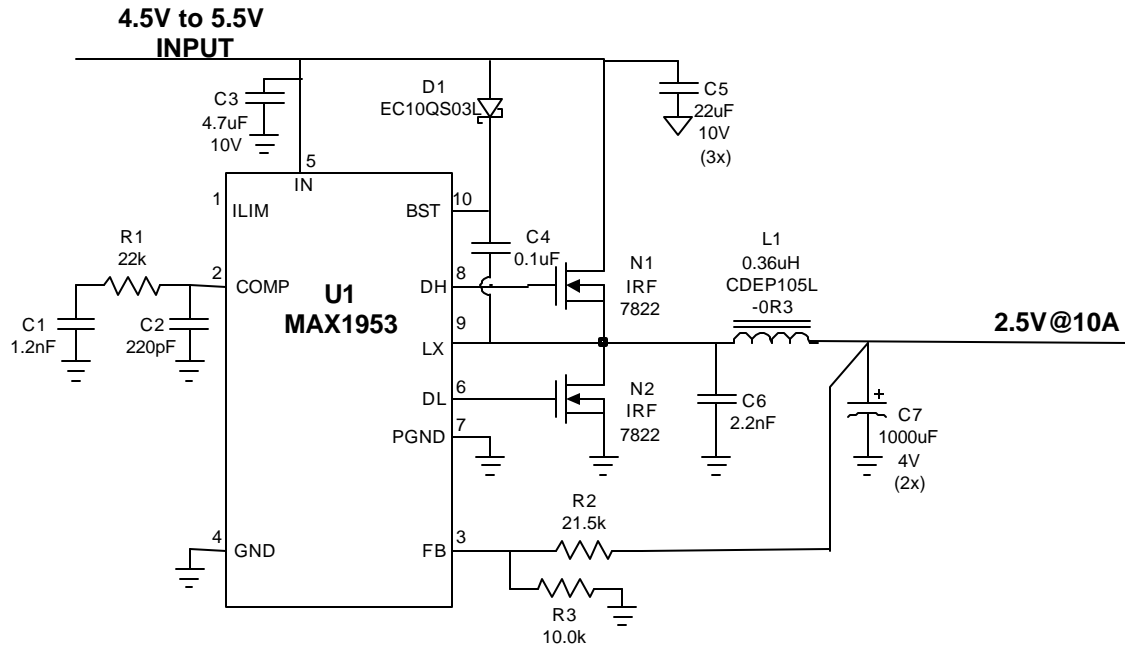 4.5V to 5.5V
INPUT
C3
4.7uF
10V
D1
EC10QS03L
C5
22uF
10V
(3x)
5
IN
1
ILIM
10
BST
R1
22k
2
COMP
C1
1.2nF
C2
220pF
U1
MAX1953
C4
0.1uF
8
DH
N1
IRF
7822
L1
0.36uH
CDEP105L
-0R3
2.5V@10A
9
LX
6
DL
N2
IRF
7822
C6
2.2nF
C7
1000uF
4V
(2x)
+
7
PGND
4
GND
3
FB
R2
21.5k
R3
10.0k